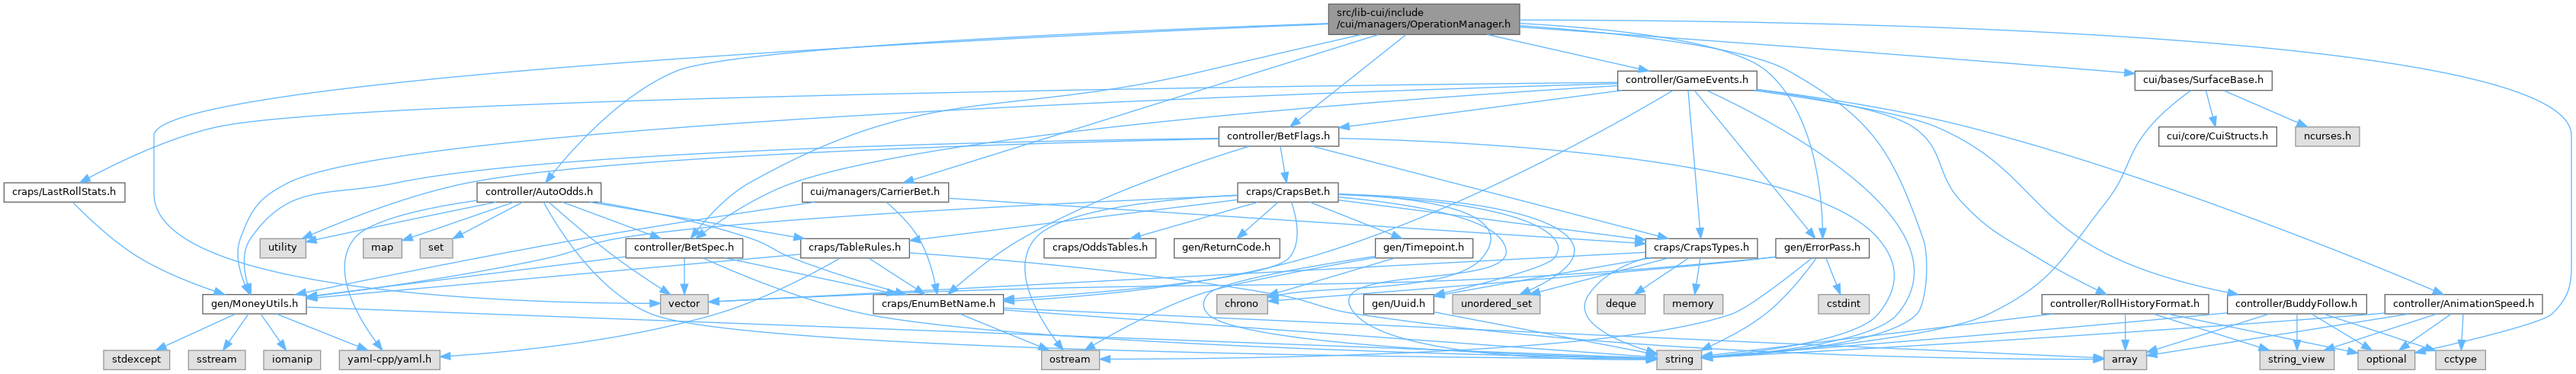 src/lib-cui/include
/cui/managers/OperationManager.h
controller/GameEvents.h
cui/bases/SurfaceBase.h
controller/BetFlags.h
cui/core/CuiStructs.h
ncurses.h
craps/LastRollStats.h
controller/AutoOdds.h
cui/managers/CarrierBet.h
craps/CrapsBet.h
utility
map
set
controller/BetSpec.h
craps/TableRules.h
craps/OddsTables.h
gen/ReturnCode.h
gen/Timepoint.h
craps/CrapsTypes.h
gen/ErrorPass.h
gen/MoneyUtils.h
vector
craps/EnumBetName.h
chrono
gen/Uuid.h
unordered_set
deque
memory
cstdint
controller/RollHistoryFormat.h
controller/BuddyFollow.h
controller/AnimationSpeed.h
stdexcept
sstream
iomanip
yaml-cpp/yaml.h
ostream
string
array
string_view
optional
cctype